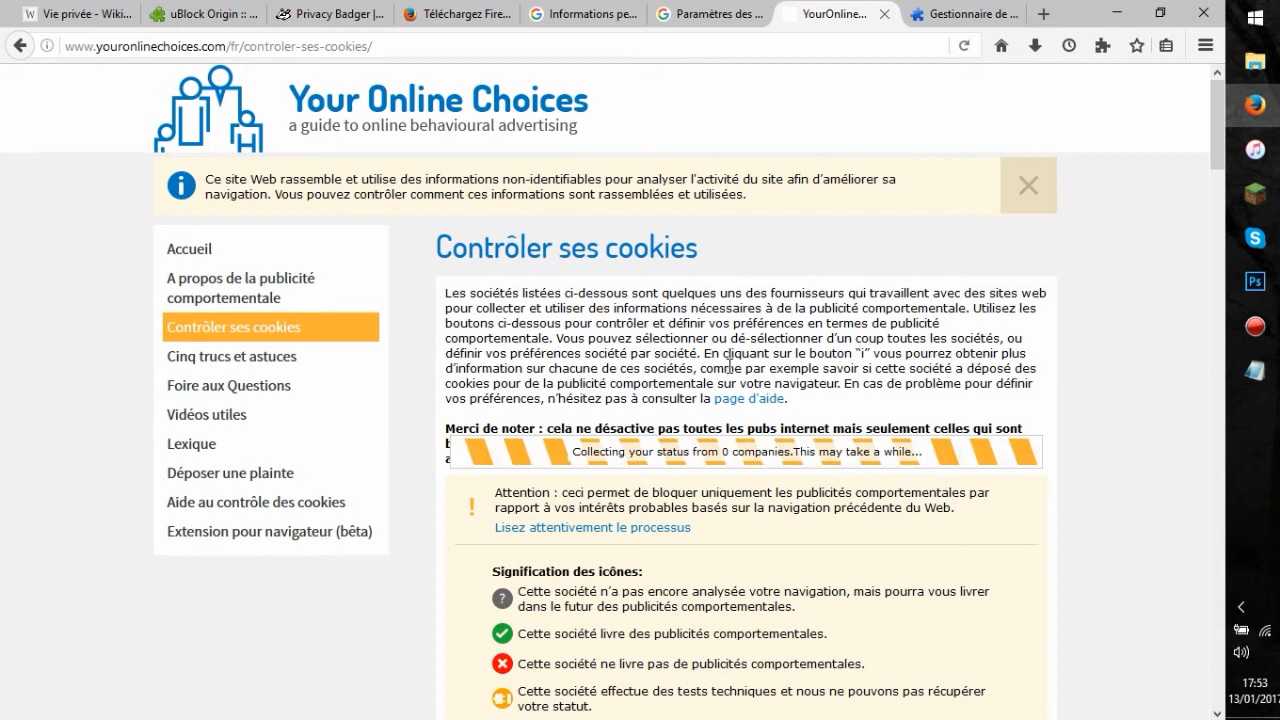 Vie privée – Wiki...
uBlock Origin :: ...
Privacy Badger |...
Téléchargez Fire...
Informations pe...
Paramètres des ...
YourOnline...
Gestionnaire de ...
www.youronlinechoices.com/fr/controler-ses-cookies/
Your Online Choices
a guide to online behavioural advertising
Ce site Web rassemble et utilise des informations non-identifiables pour analyser l'activité du site afin d’améliorer sa
navigation. Vous pouvez contrôler comment ces informations sont rassemblées et utilisées.
Accueil
A propos de la publicité
comportementale
Contrôler ses cookies
Cinq trucs et astuces
Foire aux Questions
Vidéos utiles
Lexique
Déposer une plainte
Aide au contrôle des cookies
Extension pour navigateur (bêta)
Contrôler ses cookies
Les sociétés listées ci-dessous sont quelques uns des fournisseurs qui travaillent avec des sites web
pour collecter et utiliser des informations nécessaires à de la publicité comportementale. Utilisez les
boutons ci-dessous pour contrôler et définir vos préférences en termes de publicité
comportementale. Vous pouvez sélectionner ou dé-sélectionner d’un coup toutes les sociétés, ou
définir vos préférences société par société. En cliquant sur le bouton “i” vous pourrez obtenir plus
d’information sur chacune de ces sociétés, comme par exemple savoir si cette société a déposé des
cookies pour de la publicité comportementale sur votre navigateur. En cas de problème pour définir
vos préférences, n’hésitez pas à consulter la page d’aide.
Merci de noter : cela ne désactive pas toutes les pubs internet mais seulement celles qui sont
Collecting your status from 0 companies.This may take a while...
Attention : ceci permet de bloquer uniquement les publicités comportementales par
rapport à vos intérêts probables basés sur la navigation précédente du Web.
Lisez attentivement le processus
Signification des icônes:
Cette société n’a pas encore analysée votre navigation, mais pourra vous livrer
dans le futur des publicités comportementales.
Cette société livre des publicités comportementales.
Cette société ne livre pas de publicités comportementales.
Cette société effectue des tests techniques et nous ne pouvons pas récupérer
votre statut.
Ps
17:53
13/01/2017